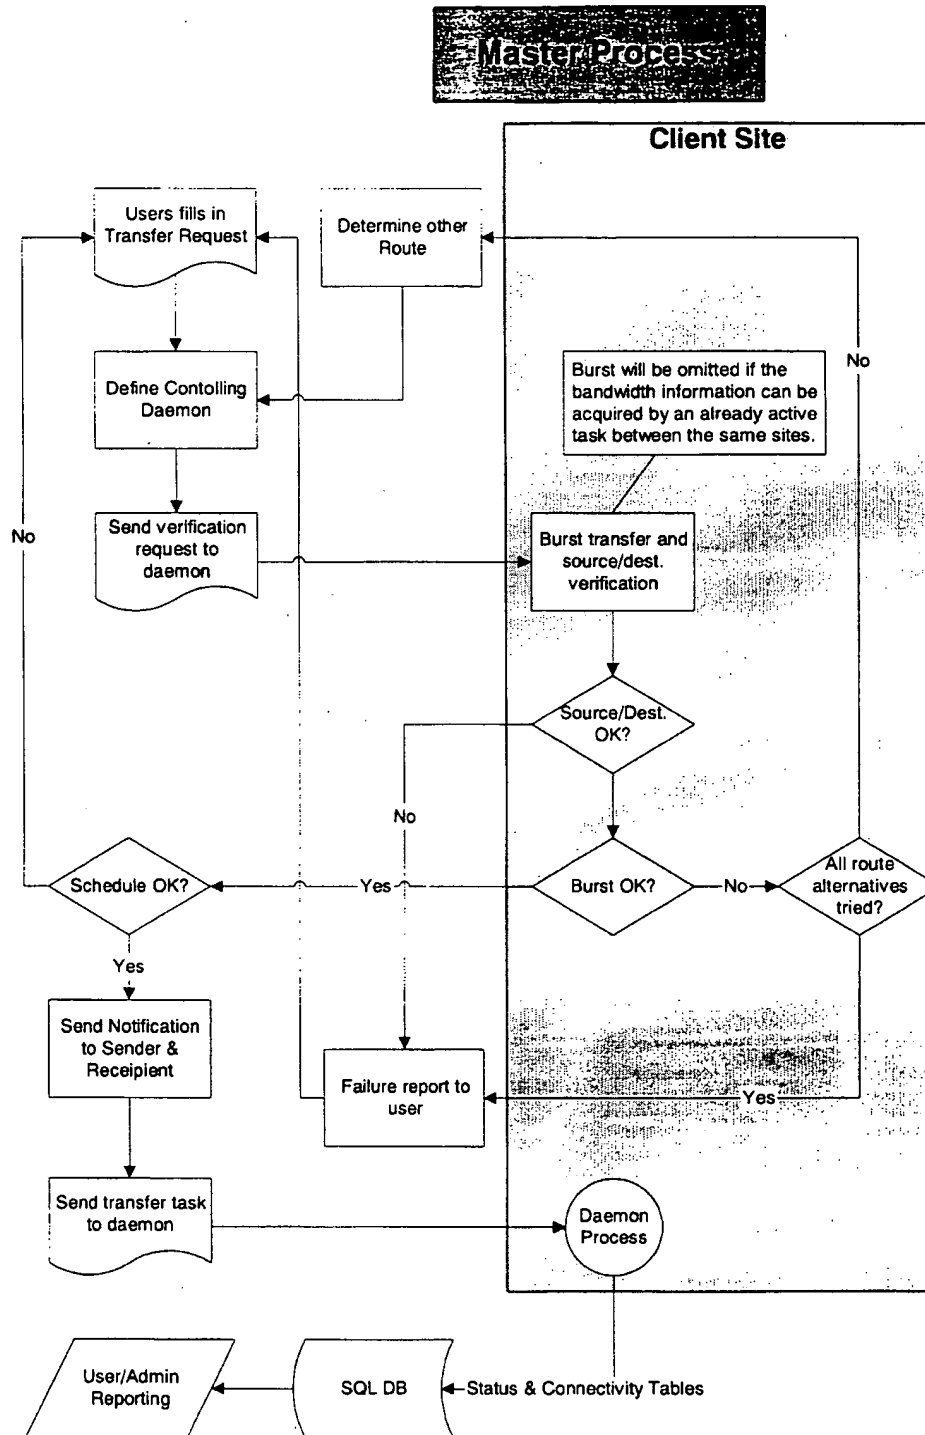 Master Process
Client Site
Users fills in
Transfer Request
Determine other
Route
No
Burst will be omitted if the
bandwidth information can be
acquired by an already active
task between the same sites.
Define Contolling
Daemon
No
Send verification
request to
daemon
Burst transfer and
source/dest.
verification
Source/Dest.
OK?
No
Schedule OK?
Yes
Burst OK?
No
All route
alternatives
tried?
Yes
Send Notification
to Sender &
Receipient
Failure report to
user
Yes
Send transfer task
to daemon
Daemon
Process
User/Admin
Reporting
SQL DB
Status & Connectivity Tables